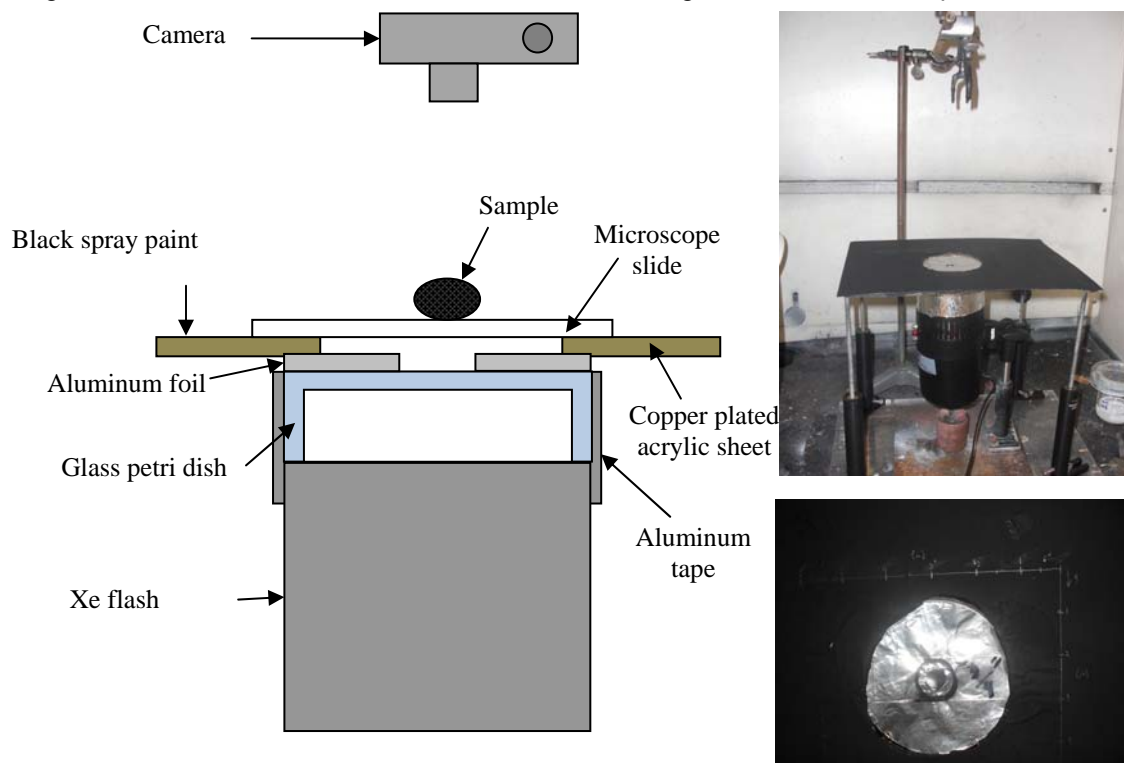 Camera
Sample
Black spray paint
Microscope
slide
Aluminum foil
Copper plated
acrylic sheet
Glass petri dish
Aluminum
tape
Xe flash